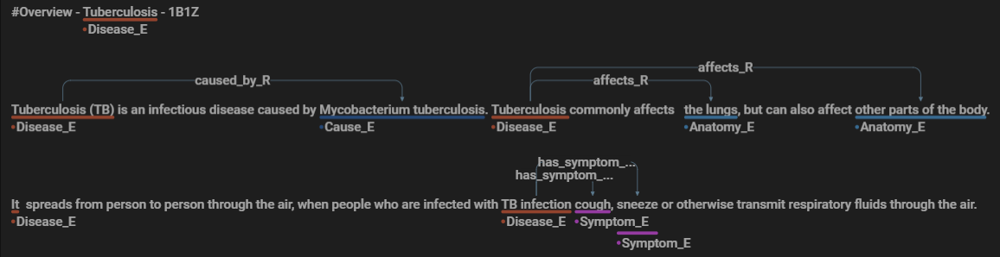 #Overview - Tuberculosis - 1B1Z
•Disease_E
affects_R
caused_by_R
affects_R
Tuberculosis (TB) is an infectious disease caused by Mycobacterium tuberculosis. Tuberculosis commonly affects the lungs, but can also affect other parts of the body.
•Disease_E •Cause_E •Disease_E •Anatomy_E •Anatomy_E
has_symptom_...
has_symptom_...
It spreads from person to person through the air, when people who are infected with TB infection cough, sneeze or otherwise transmit respiratory fluids through the air.
•Disease_E •Disease_E •Symptom_E
•Symptom_E